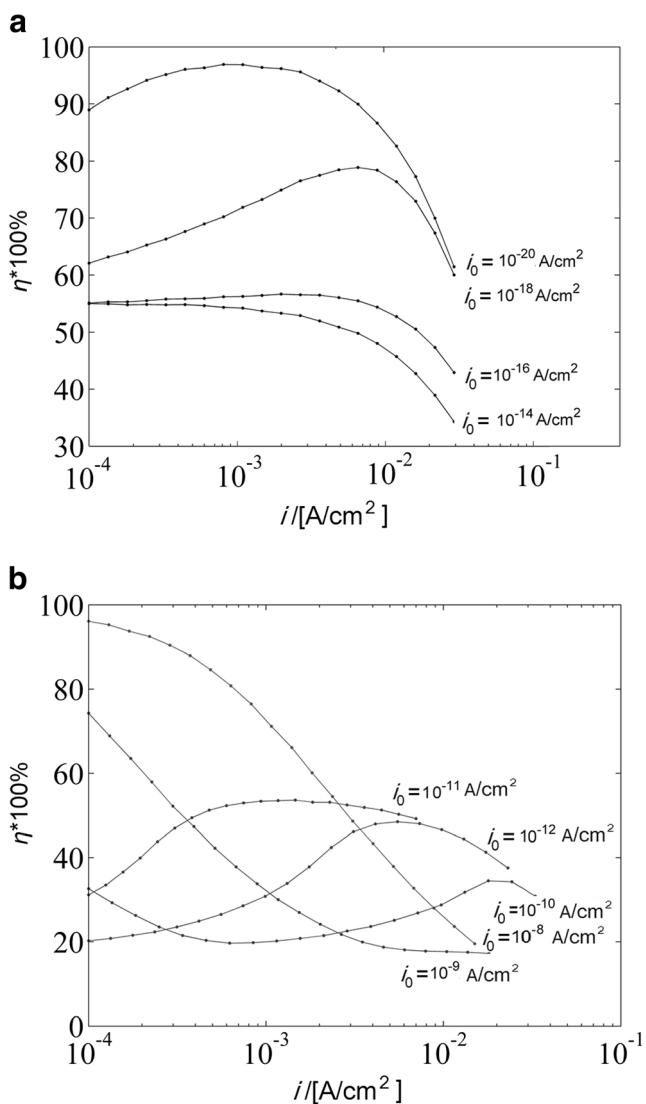 a
100
90
80
70
60
50
40
30
η*100%
i₀ = 10⁻²⁰ A/cm²
i₀ = 10⁻¹⁸ A/cm²
i₀ = 10⁻¹⁶ A/cm²
i₀ = 10⁻¹⁴ A/cm²
10⁻⁴ 10⁻³ 10⁻² 10⁻¹
i/[A/cm²]
b
100
80
60
40
20
0
η*100%
i₀ = 10⁻¹¹ A/cm²
i₀ = 10⁻¹² A/cm²
i₀ = 10⁻¹⁰ A/cm²
i₀ = 10⁻⁸ A/cm²
i₀ = 10⁻⁹ A/cm²
10⁻⁴ 10⁻³ 10⁻² 10⁻¹
i/[A/cm²]